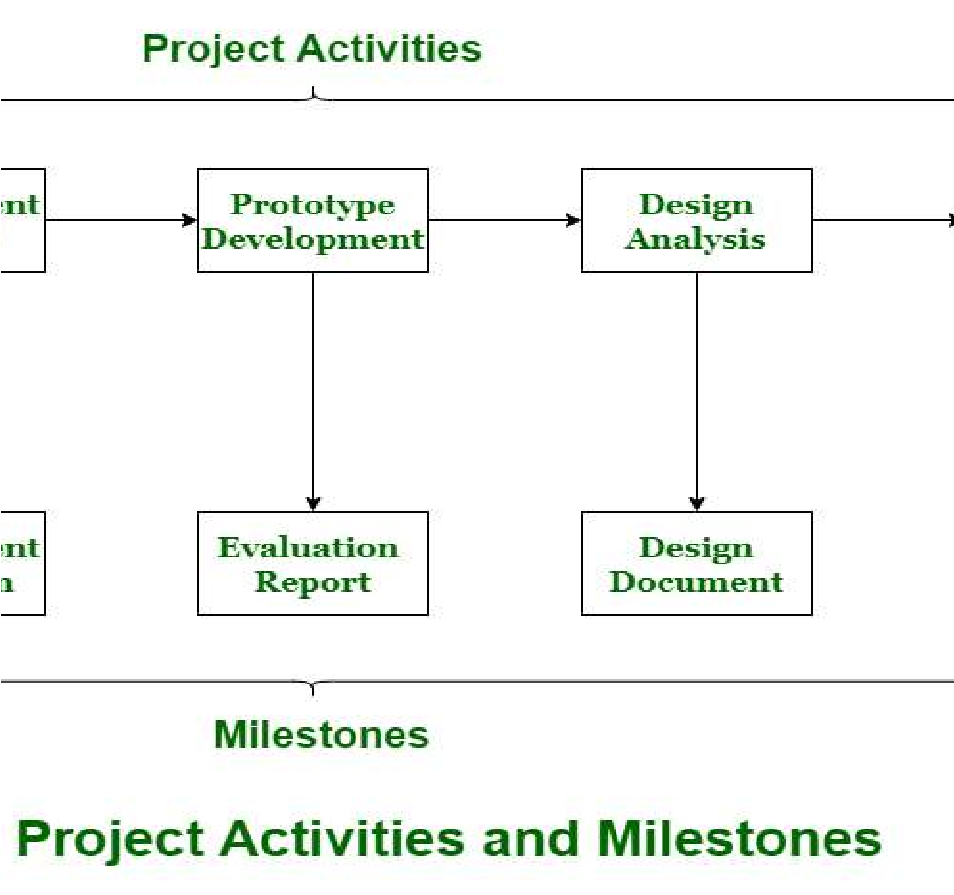 Project Activities
Prototype
Development
Design
Analysis
Evaluation
Report
Design
Document
Milestones
Project Activities and Milestones